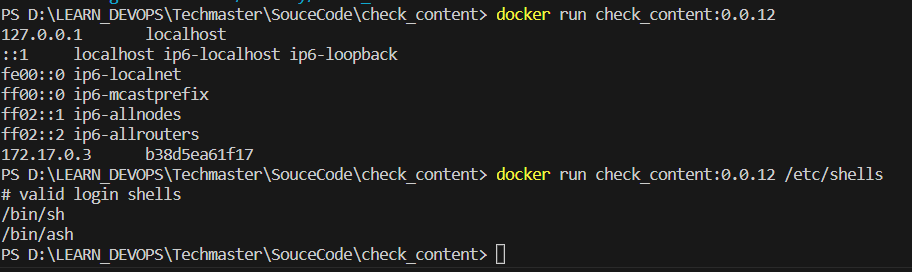 PS D:\LEARN_DEVOPS\Techmaster\SouceCode\check_content> docker run check_content:0.0.12
127.0.0.1       localhost
::1     localhost ip6-localhost ip6-loopback
fe00::0 ip6-localnet
ff00::0 ip6-mcastprefix
ff02::1 ip6-allnodes
ff02::2 ip6-allrouters
172.17.0.3      b38d5ea61f17
PS D:\LEARN_DEVOPS\Techmaster\SouceCode\check_content> docker run check_content:0.0.12 /etc/shells
# valid login shells
/bin/sh
/bin/ash
PS D:\LEARN_DEVOPS\Techmaster\SouceCode\check_content>